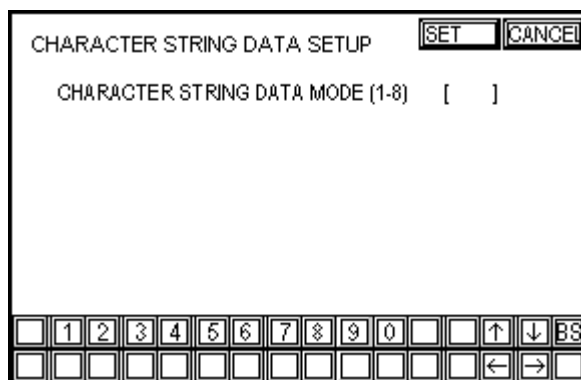 CHARACTER STRING DATA SETUP SET CANCEL
CHARACTER STRING DATA MODE (1-8) [ ]
1 2 3 4 5 6 7 8 9 0 ↑ ↓ BS
← →